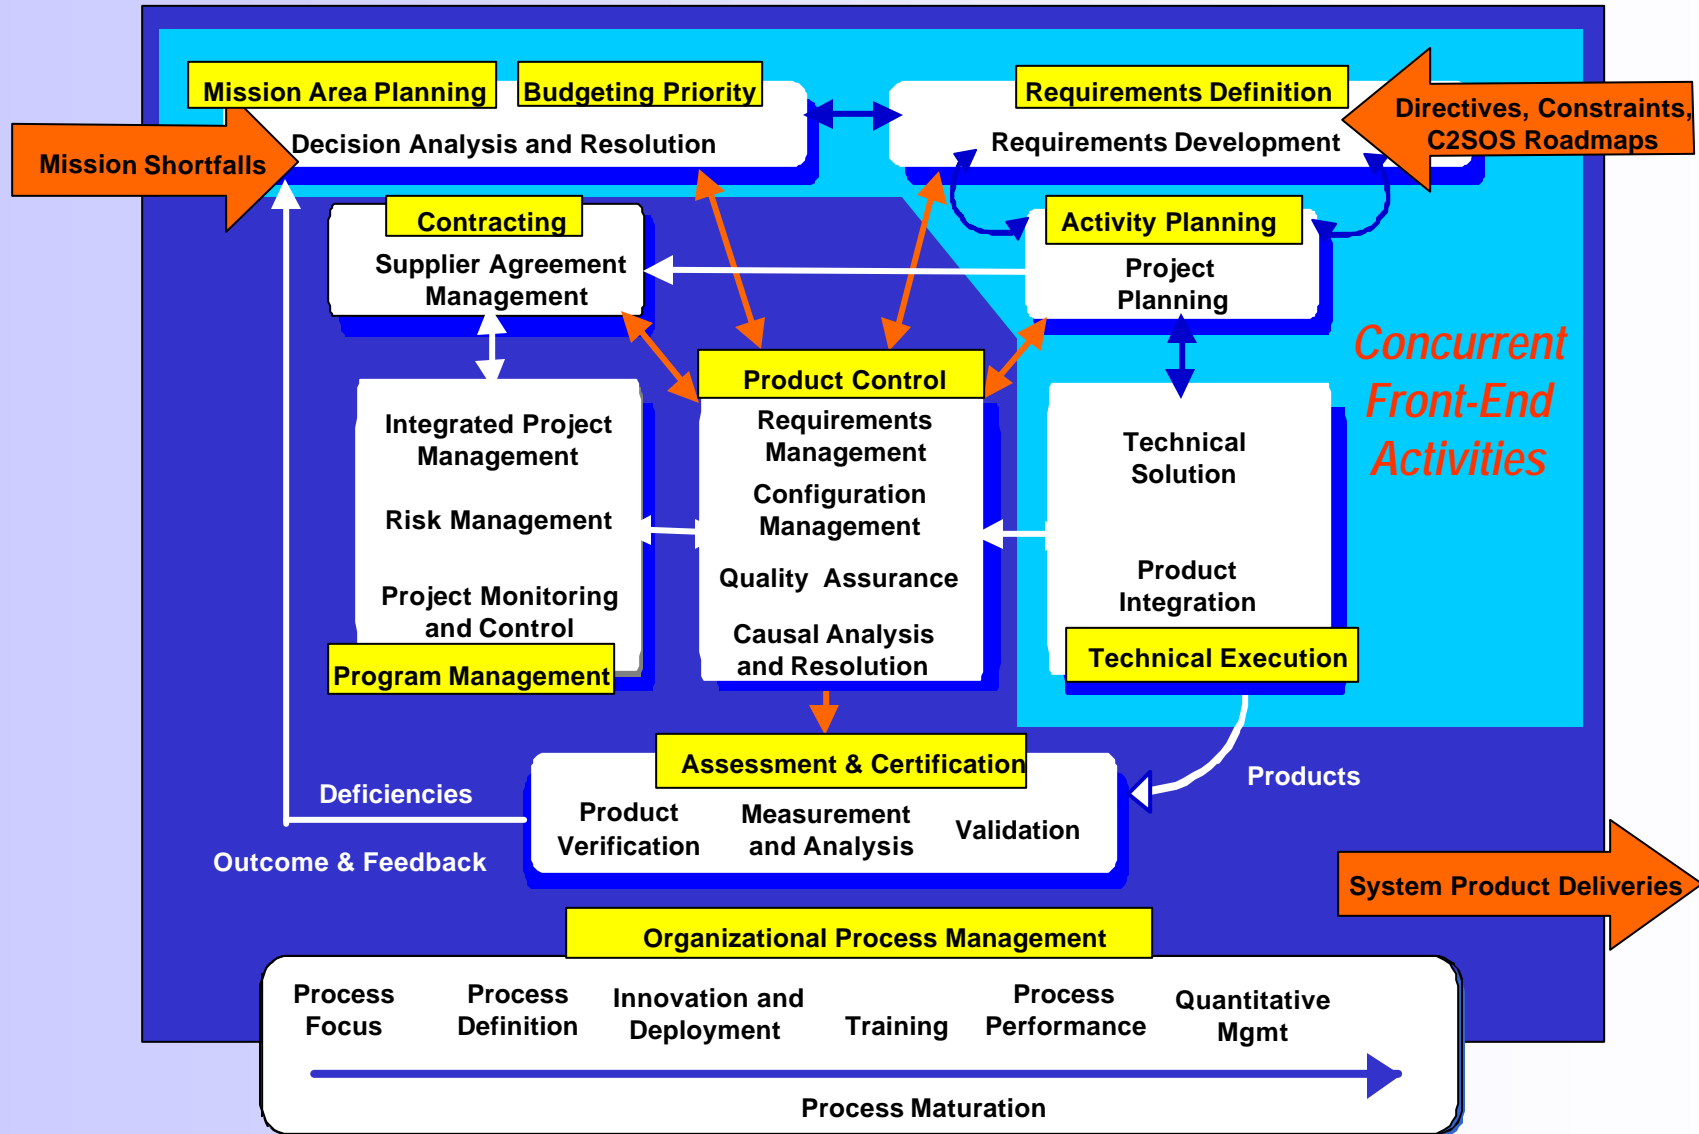 Mission Area Planning
Budgeting Priority
Decision Analysis and Resolution
Mission Shortfalls
Requirements Definition
Requirements Development
Directives, Constraints,
C2SOS Roadmaps
Contracting
Supplier Agreement
Management
Activity Planning
Project
Planning
Concurrent
Front-End
Activities
Integrated Project
Management
Risk Management
Project Monitoring
and Control
Program Management
Product Control
Requirements
Management
Configuration
Management
Quality Assurance
Causal Analysis
and Resolution
Technical
Solution
Product
Integration
Technical Execution
Assessment & Certification
Product
Verification
Measurement
and Analysis
Validation
Products
Deficiencies
Outcome & Feedback
System Product Deliveries
Organizational Process Management
Process
Focus
Process
Definition
Innovation and
Deployment
Training
Process
Performance
Quantitative
Mgmt
Process Maturation